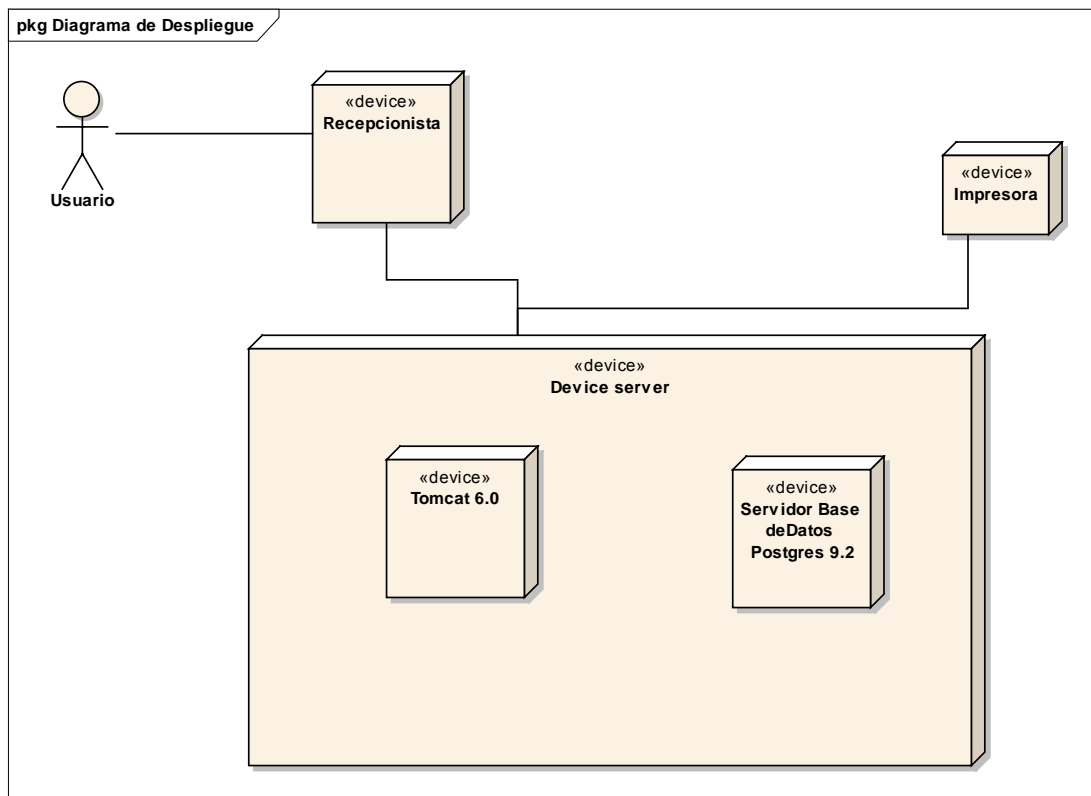 pkg Diagrama de Despliegue
Usuario
«device»
Recepcionista
«device»
Impresora
«device»
Device server
«device»
Tomcat 6.0
«device»
Servidor Base
deDatos
Postgres 9.2